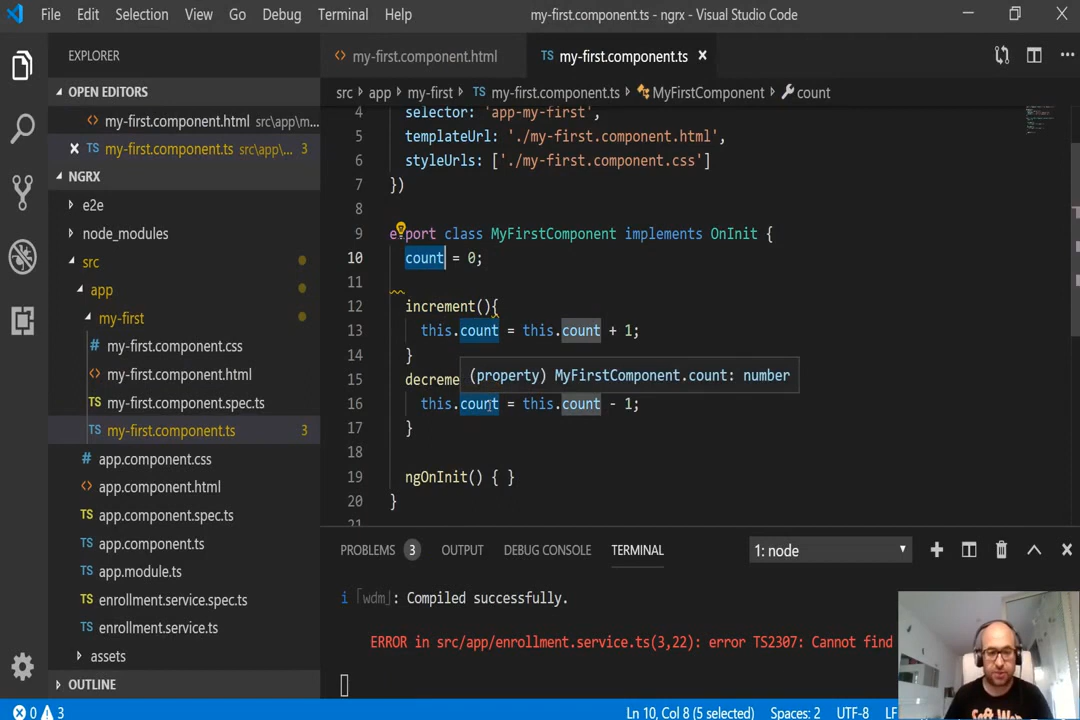 File Edit Selection View Go Debug Terminal Help
my-first.component.ts - ngrx - Visual Studio Code
EXPLORER
OPEN EDITORS
my-first.component.html src\app\m...
my-first.component.ts src\app\... 3
NGRX
e2e
node_modules
src
app
my-first
my-first.component.css
my-first.component.html
my-first.component.spec.ts
my-first.component.ts 3
app.component.css
app.component.html
app.component.spec.ts
app.component.ts
app.module.ts
enrollment.service.spec.ts
enrollment.service.ts
assets
OUTLINE
my-first.component.html
TS my-first.component.ts
src › app › my-first › TS my-first.component.ts › MyFirstComponent › count
4 selector: 'app-my-first',
5 templateUrl: './my-first.component.html',
6 styleUrls: ['./my-first.component.css']
7 })
8
9 export class MyFirstComponent implements OnInit {
10 count = 0;
11
12 increment(){
13 this.count = this.count + 1;
14 }
15 decreme
(property) MyFirstComponent.count: number
16 this.count = this.count - 1;
17 }
18
19 ngOnInit() { }
20 }
21
PROBLEMS 3 OUTPUT DEBUG CONSOLE TERMINAL 1: node
i ｢wdm｣: Compiled successfully.
ERROR in src/app/enrollment.service.ts(3,22): error TS2307: Cannot find
0 3
Ln 10, Col 8 (5 selected) Spaces: 2 UTF-8 LF